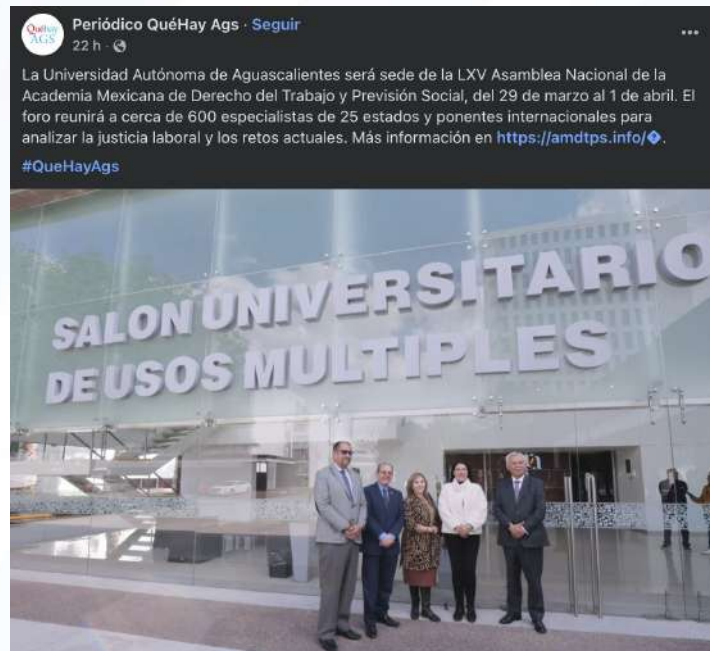 QuéHay
AGS
Periódico QuéHay Ags · Seguir
22 h ·
La Universidad Autónoma de Aguascalientes será sede de la LXV Asamblea Nacional de la
Academia Mexicana de Derecho del Trabajo y Previsión Social, del 29 de marzo al 1 de abril. El
foro reunirá a cerca de 600 especialistas de 25 estados y ponentes internacionales para
analizar la justicia laboral y los retos actuales. Más información en https://amdtps.info/�.
#QueHayAgs
SALON UNIVERSITARIO
DE USOS MULTIPLES